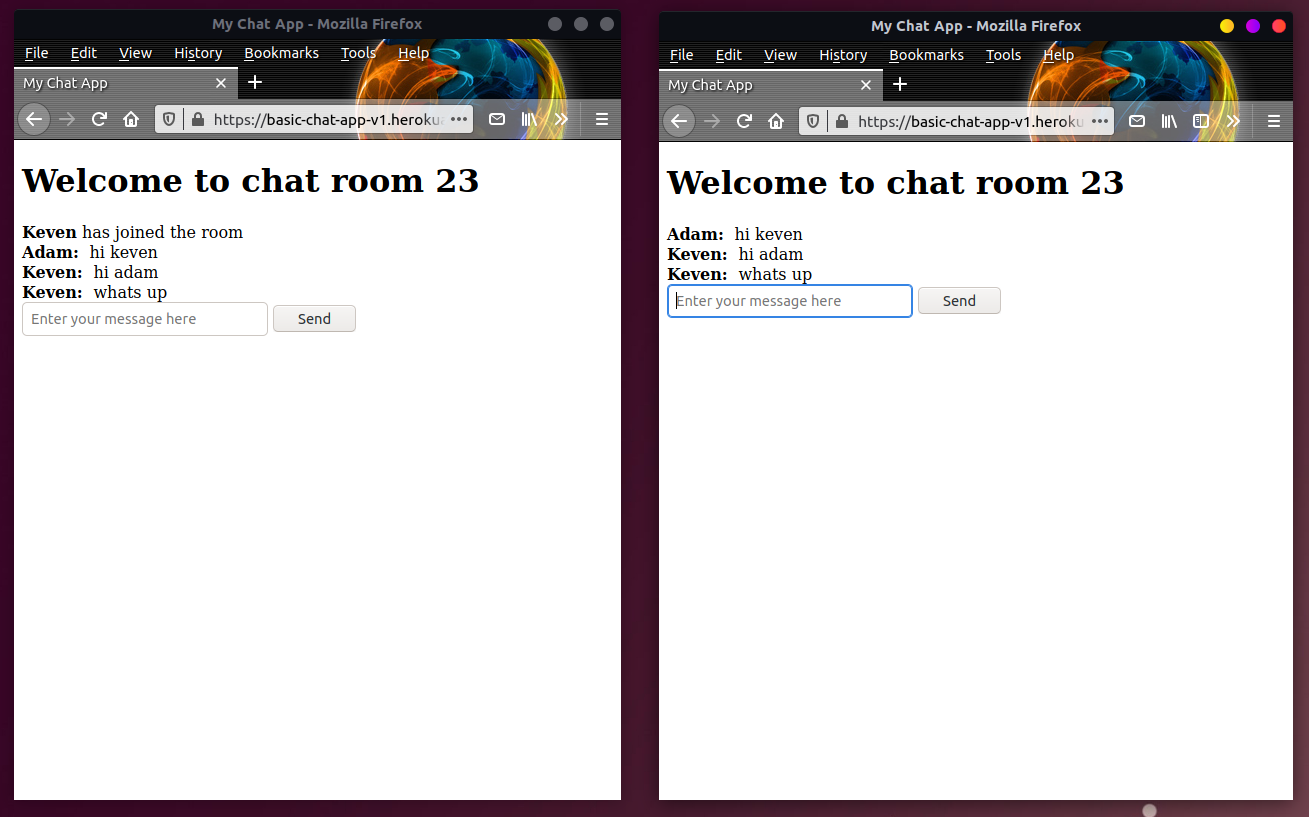 My Chat App - Mozilla Firefox
File Edit View History Bookmarks Tools Help
My Chat App
https://basic-chat-app-v1.heroku
Welcome to chat room 23
Keven has joined the room
Adam: hi keven
Keven: hi adam
Keven: whats up
Enter your message here Send
My Chat App - Mozilla Firefox
File Edit View History Bookmarks Tools Help
My Chat App
https://basic-chat-app-v1.heroku
Welcome to chat room 23
Adam: hi keven
Keven: hi adam
Keven: whats up
Enter your message here Send